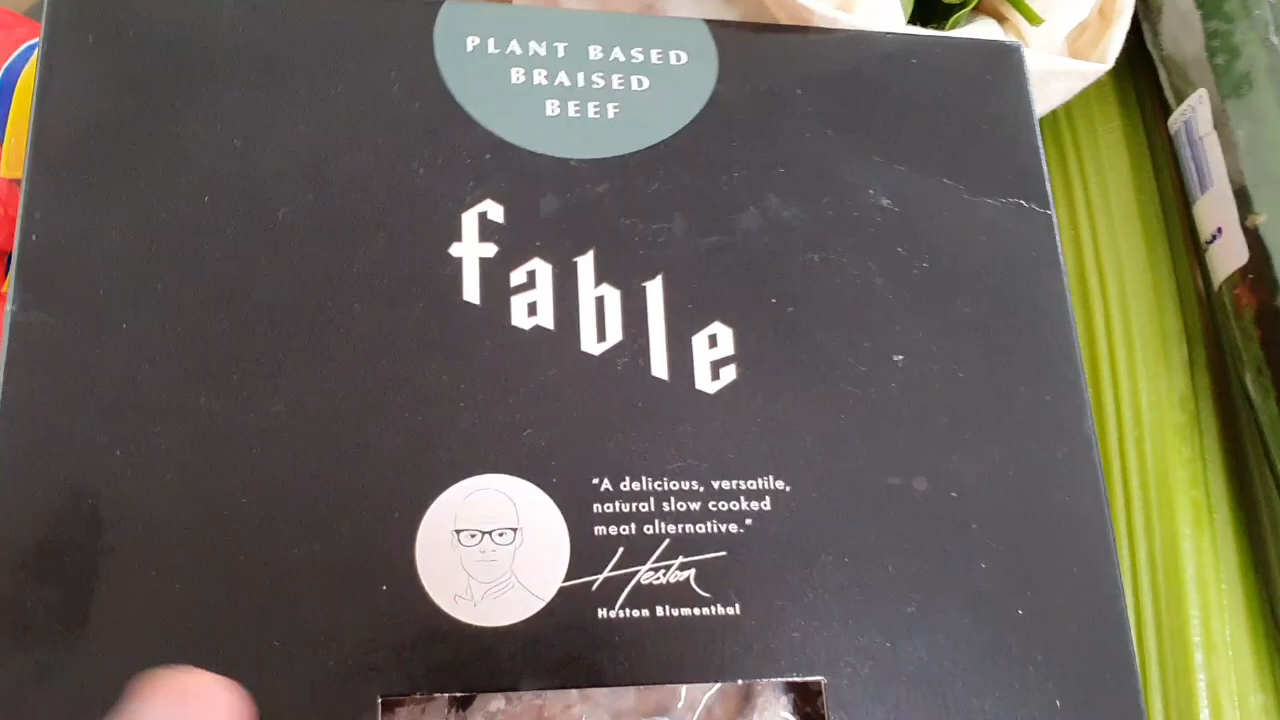 PLANT BASED
BRAISED
BEEF
fable
“A delicious, versatile,
natural slow cooked
meat alternative.”
Heston
Heston Blumenthal